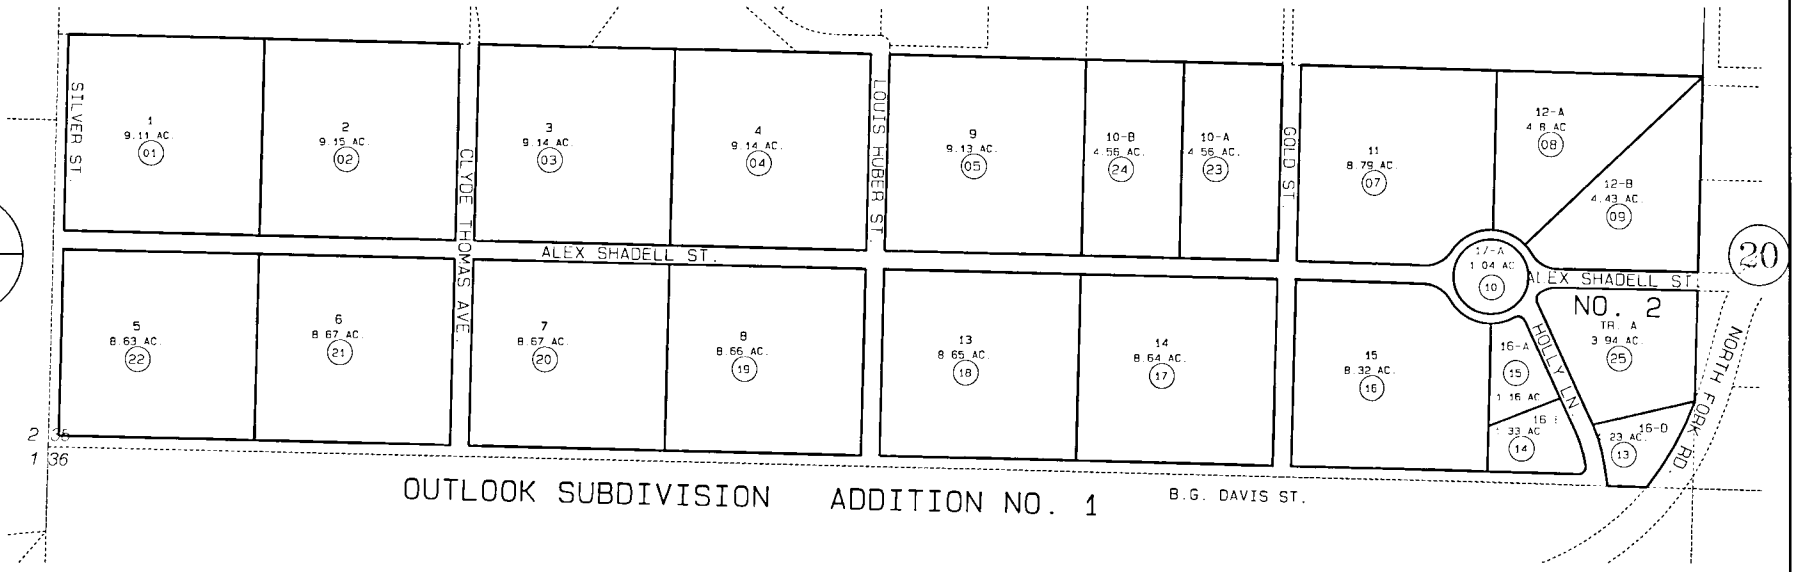 SILVER ST.
1
9.11 AC.
01
2
9.15 AC.
02
CLYDE THOMAS AVE.
3
9.14 AC.
03
4
9.14 AC.
04
LOUIS HUBER ST.
9
9.13 AC.
05
10-B
4.56 AC.
24
10-A
4.56 AC.
23
GOLD ST.
11
8.79 AC.
07
12-A
4.8 AC
08
12-B
4.43 AC.
09
20
ALEX SHADELL ST.
17-A
1.04 AC
10
ALEX SHADELL ST.
NO. 2
TR. A
3.94 AC.
25
5
8.63 AC.
22
6
8.67 AC.
21
7
8.67 AC.
20
8
8.66 AC.
19
13
8.65 AC.
18
14
8.64 AC.
17
15
8.32 AC.
16
16-A
15
1.16 AC
HOLLY LN.
NORTH FORK RD.
33 AC
14
16-D
23 AC.
13
2
35
1
36
OUTLOOK SUBDIVISION ADDITION NO. 1
B.G. DAVIS ST.